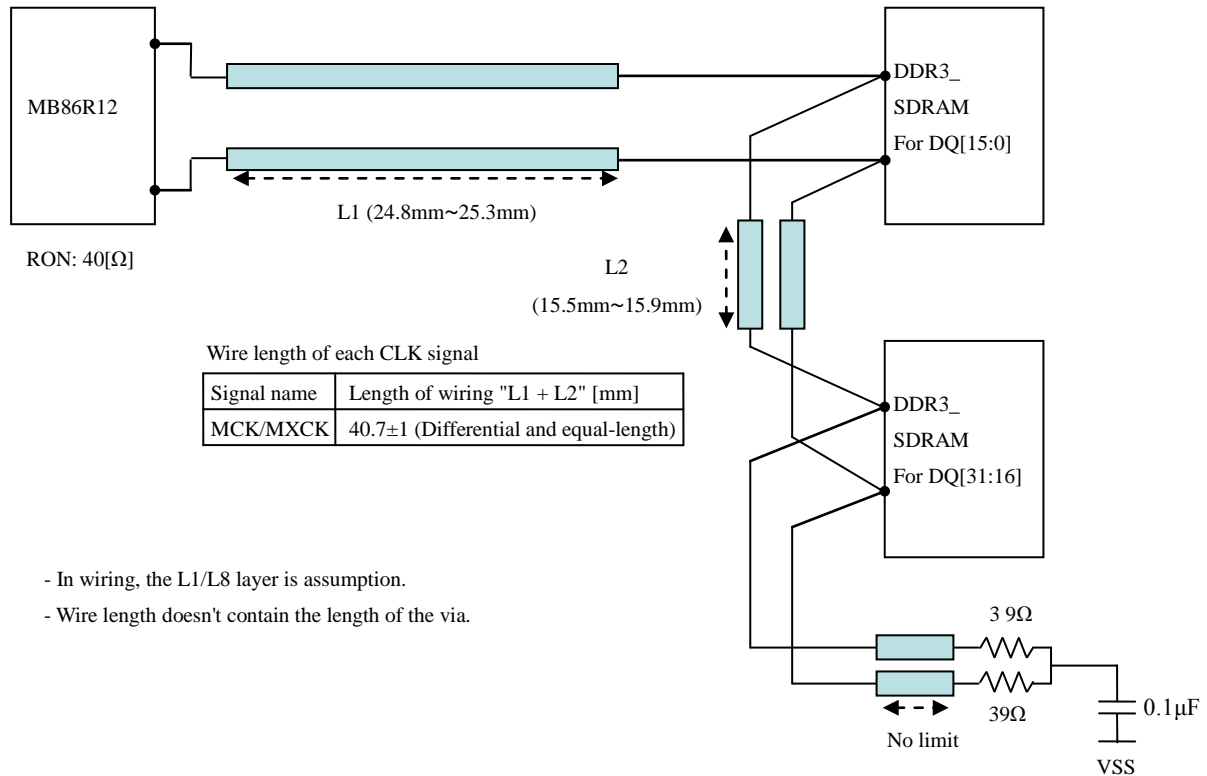 MB86R12
RON: 40[Ω]
L1 (24.8mm~25.3mm)
DDR3_
SDRAM
For DQ[15:0]
L2
(15.5mm~15.9mm)
Wire length of each CLK signal
Signal name Length of wiring "L1 + L2" [mm]
MCK/MXCK 40.7±1 (Differential and equal-length)
DDR3_
SDRAM
For DQ[31:16]
- In wiring, the L1/L8 layer is assumption.
- Wire length doesn't contain the length of the via.
3 9Ω
39Ω
No limit
0.1μF
VSS